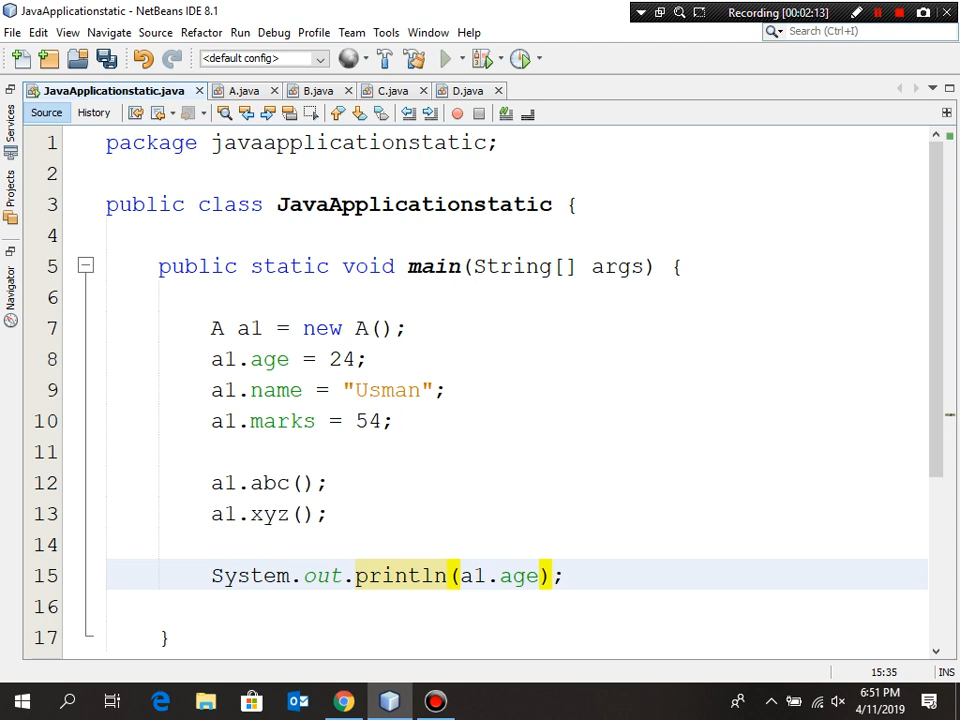 JavaApplicationstatic - NetBeans IDE 8.1
Recording [00:02:13]
File Edit View Navigate Source Refactor Run Debug Profile Team Tools Window Help
Search (Ctrl+I)
<default config>
JavaApplicationstatic.java A.java B.java C.java D.java
Source History
Services
Projects
Navigator
1 package javaapplicationstatic;
2
3 public class JavaApplicationstatic {
4
5 public static void main(String[] args) {
6
7 A a1 = new A();
8 a1.age = 24;
9 a1.name = "Usman";
10 a1.marks = 54;
11
12 a1.abc();
13 a1.xyz();
14
15 System.out.println(a1.age);
16
17 }
15:35 INS
6:51 PM
4/11/2019